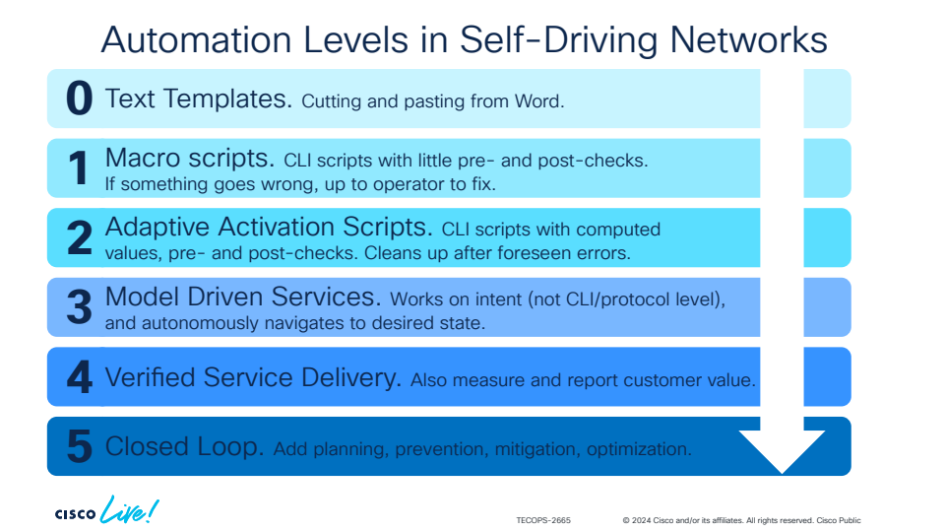 Automation Levels in Self-Driving Networks
0 Text Templates. Cutting and pasting from Word.
1 Macro scripts. CLI scripts with little pre- and post-checks.
If something goes wrong, up to operator to fix.
2 Adaptive Activation Scripts. CLI scripts with computed
values, pre- and post-checks. Cleans up after foreseen errors.
3 Model Driven Services. Works on intent (not CLI/protocol level),
and autonomously navigates to desired state.
4 Verified Service Delivery. Also measure and report customer value.
5 Closed Loop. Add planning, prevention, mitigation, optimization.
CISCO Live!
TECOPS-2665
© 2024 Cisco and/or its affiliates. All rights reserved. Cisco Public